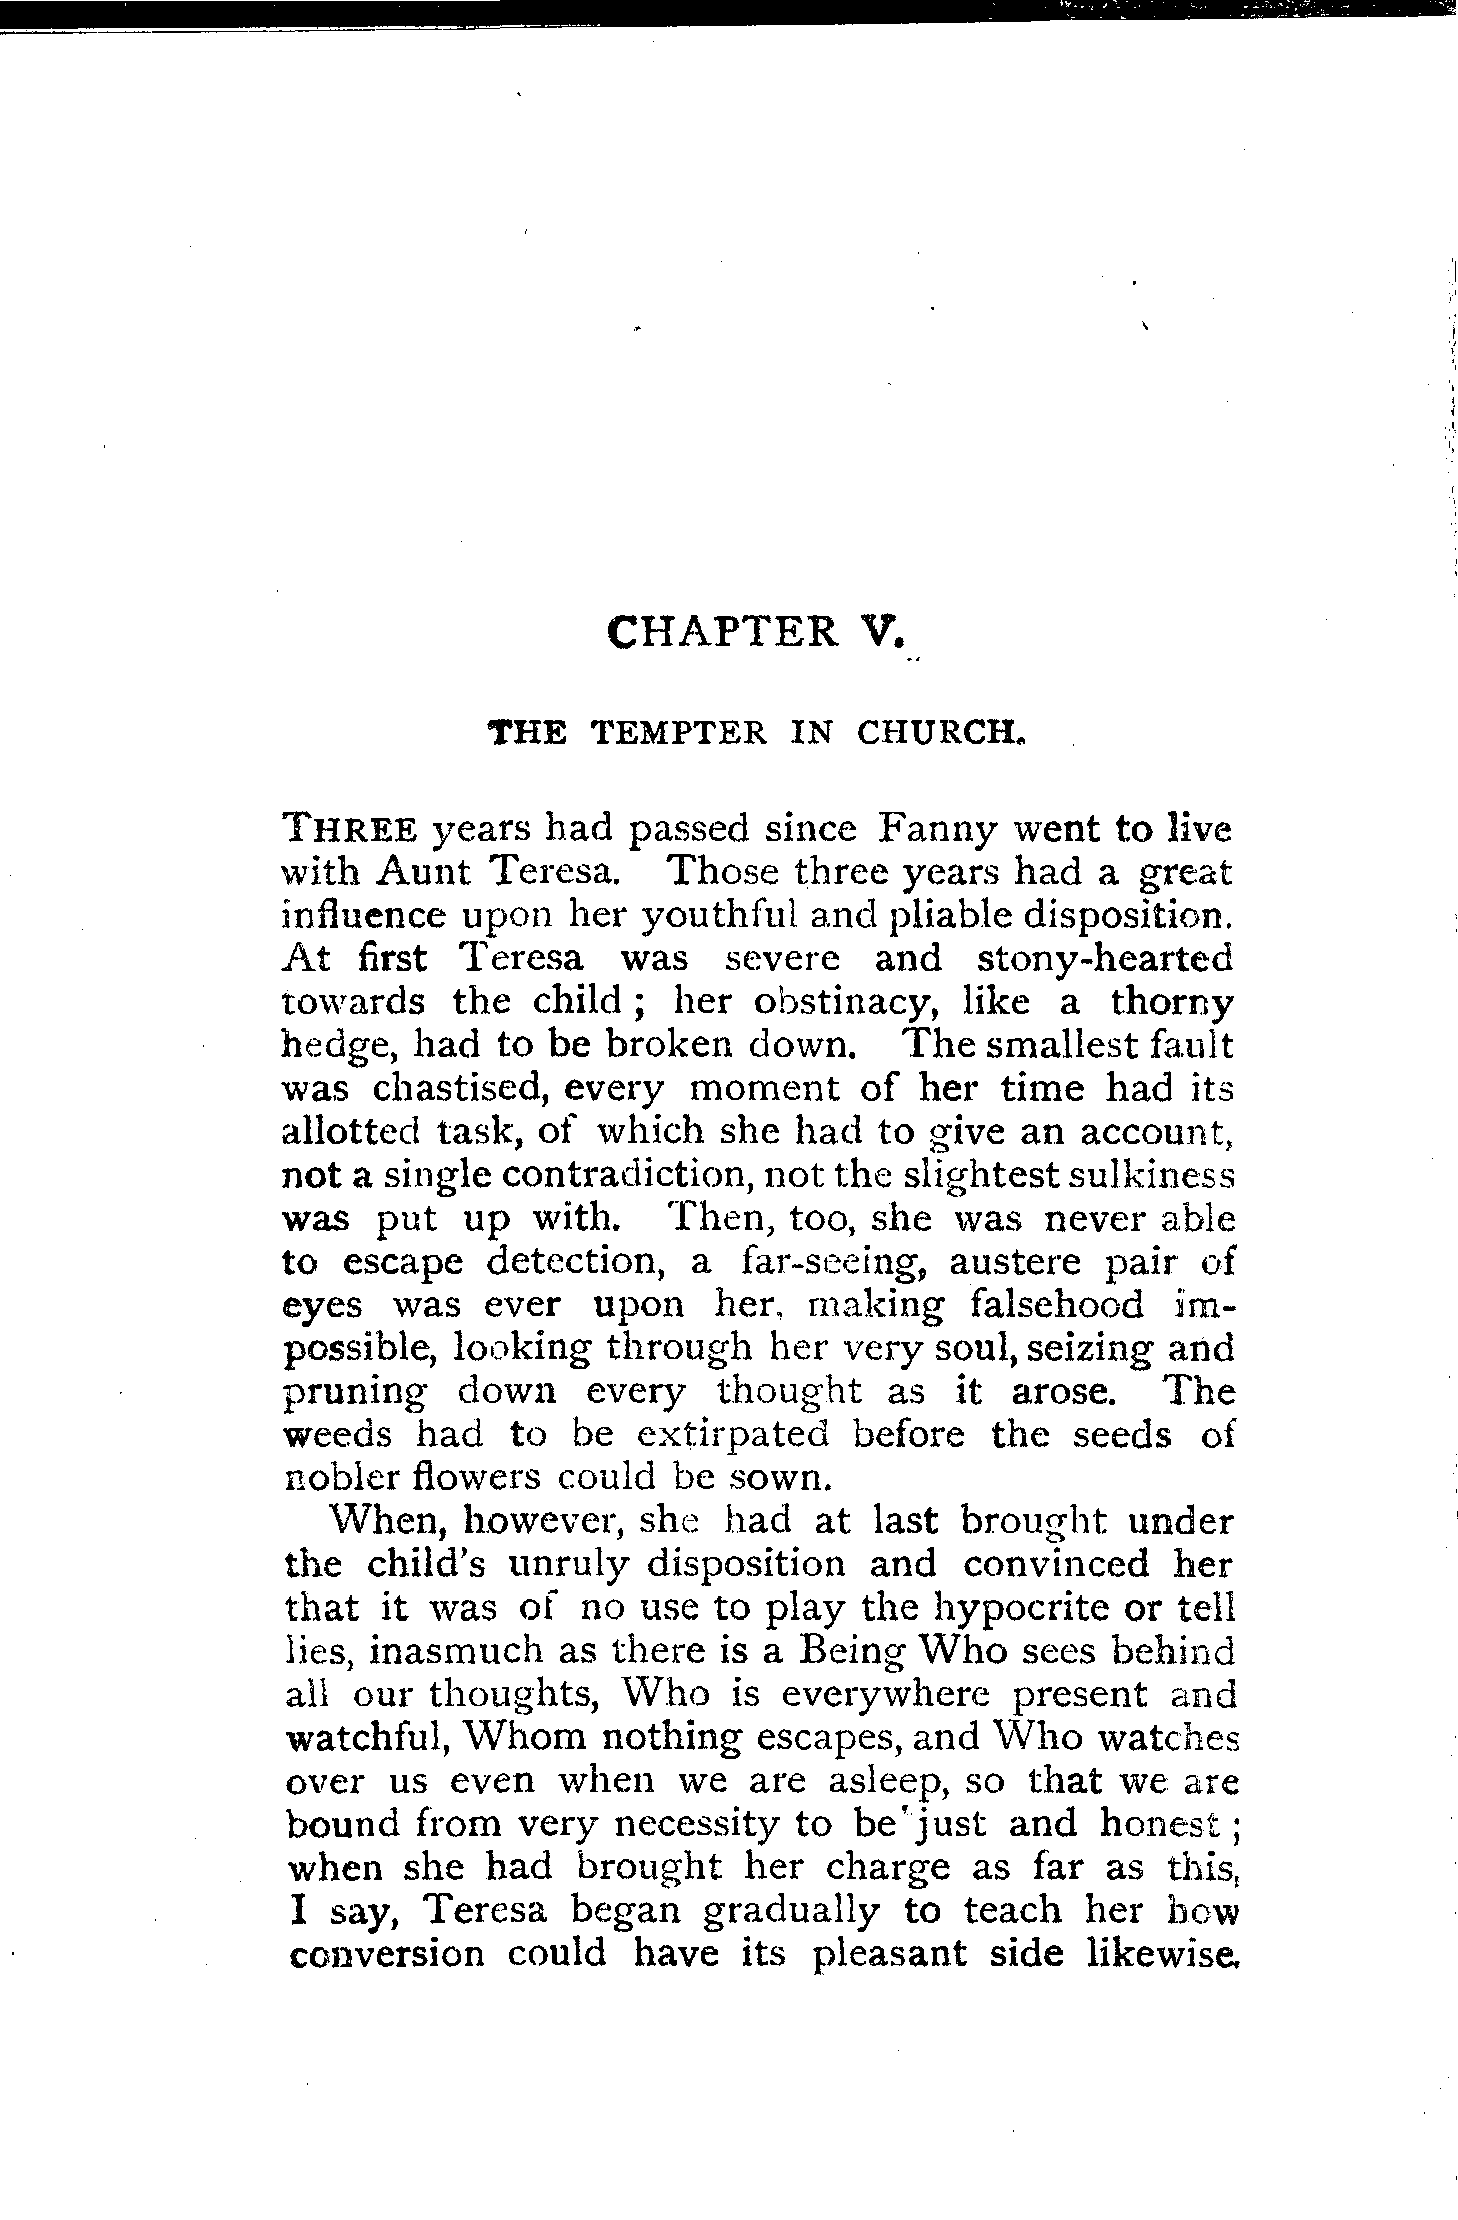 CHAPTER V.
THE TEMPTER IN CHURCH.
THREE years had passed since Fanny went to live
with Aunt Teresa. Those three years had a great
influence upon her youthful and pliable disposition.
At first Teresa was severe and stony-hearted
towards the child ; her obstinacy, like a thorny
hedge, had to be broken down. The smallest fault
was chastised, every moment of her time had its
allotted task, of which she had to give an account,
not a single contradiction, not the slightest sulkiness
was put up with. Then, too, she was never able
to escape detection, a far-seeing, austere pair of
eyes was ever upon her, making falsehood im-
possible, looking through her very soul, seizing and
pruning down every thought as it arose. The
weeds had to be extirpated before the seeds of
nobler flowers could be sown.
When, however, she had at last brought under
the child's unruly disposition and convinced her
that it was of no use to play the hypocrite or tell
lies, inasmuch as there is a Being Who sees behind
all our thoughts, Who is everywhere present and
watchful, Whom nothing escapes, and Who watches
over us even when we are asleep, so that we are
bound from very necessity to be just and honest ;
when she had brought her charge as far as this,
I say, Teresa began gradually to teach her how
conversion could have its pleasant side likewise.